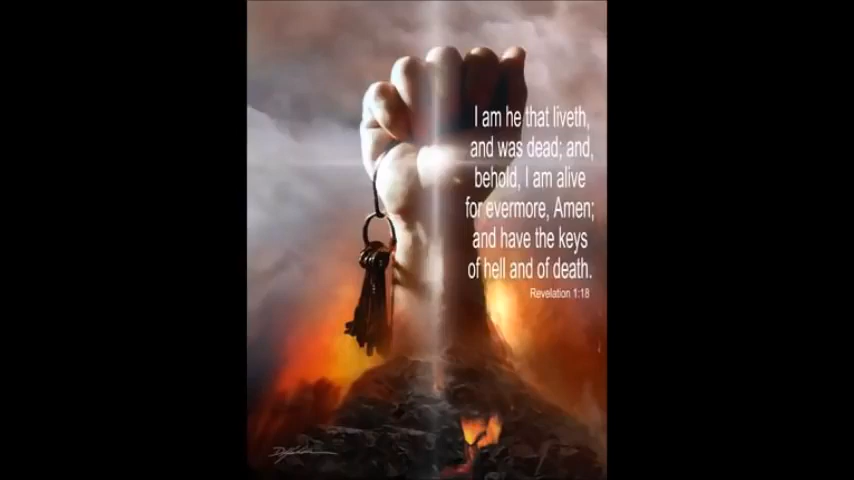 I am he that liveth,
and was dead; and,
behold, I am alive
for evermore, Amen;
and have the keys
of hell and of death.
Revelation 1:18